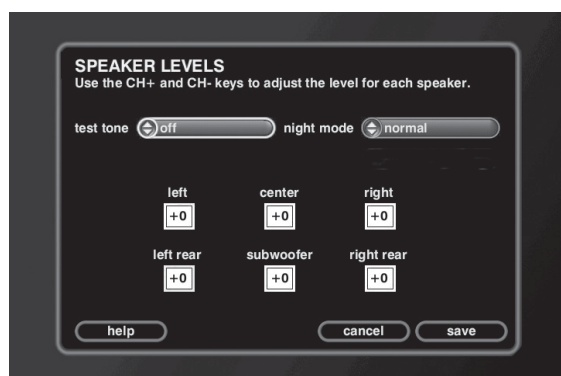 SPEAKER LEVELS
Use the CH+ and CH- keys to adjust the level for each speaker.
test tone off night mode normal
left center right
+0 +0 +0
left rear subwoofer right rear
+0 +0 +0
help cancel save